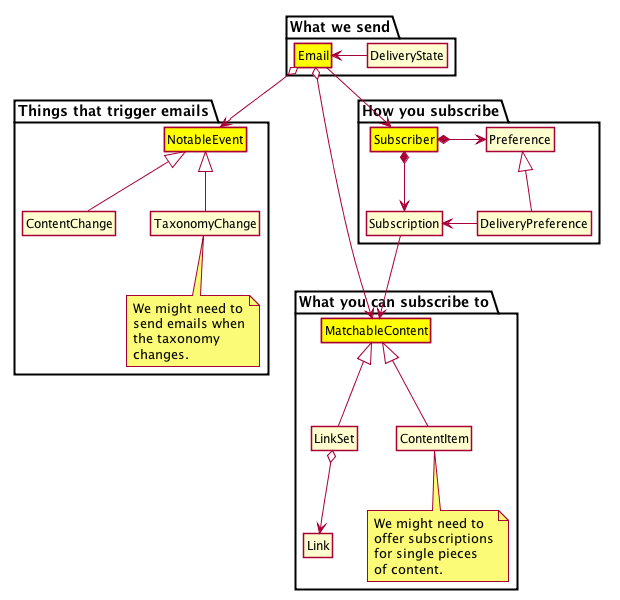 What we send
Email
DeliveryState
Things that trigger emails
NotableEvent
ContentChange
TaxonomyChange
We might need to
send emails when
the taxonomy
changes.
How you subscribe
Subscriber
Preference
Subscription
DeliveryPreference
What you can subscribe to
MatchableContent
LinkSet
ContentItem
Link
We might need to
offer subscriptions
for single pieces
of content.